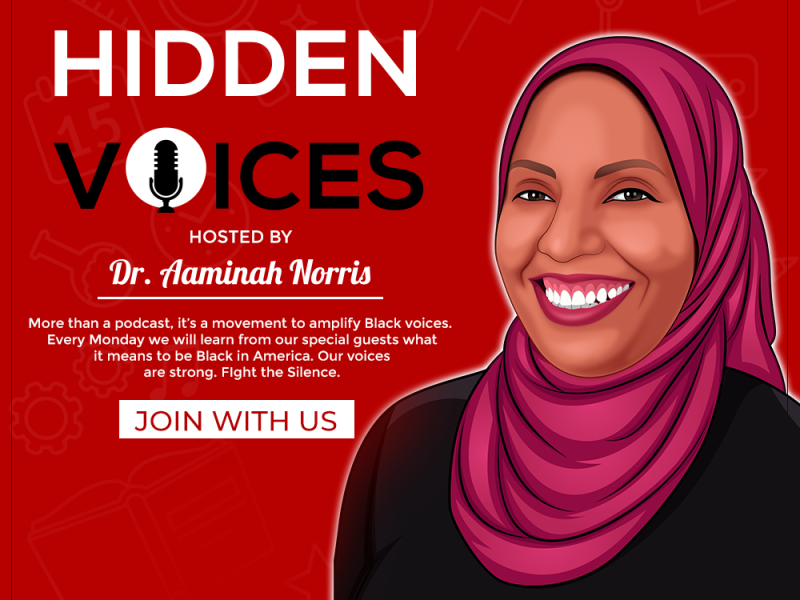 HIDDEN
VOICES
HOSTED BY
Dr. Aaminah Norris
More than a podcast, it's a movement to amplify Black voices.
Every Monday we will learn from our special guests what
it means to be Black in America. Our voices
are strong. FIght the Silence.
JOIN WITH US
15